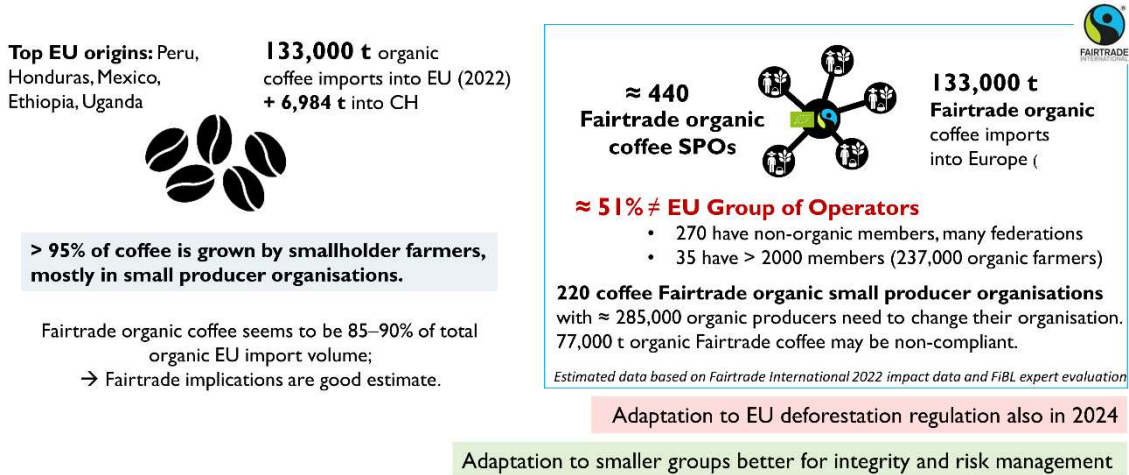 Top EU origins: Peru,
Honduras, Mexico,
Ethiopia, Uganda
133,000 t organic
coffee imports into EU (2022)
+ 6,984 t into CH
> 95% of coffee is grown by smallholder farmers,
mostly in small producer organisations.
Fairtrade organic coffee seems to be 85–90% of total
organic EU import volume;
→ Fairtrade implications are good estimate.
FAIRTRADE
INTERNATIONAL
®
≈ 440
Fairtrade organic
coffee SPOs
133,000 t
Fairtrade organic
coffee imports
into Europe (
≈ 51% ≠ EU Group of Operators
• 270 have non-organic members, many federations
• 35 have > 2000 members (237,000 organic farmers)
220 coffee Fairtrade organic small producer organisations
with ≈ 285,000 organic producers need to change their organisation.
77,000 t organic Fairtrade coffee may be non-compliant.
Estimated data based on Fairtrade International 2022 impact data and FiBL expert evaluation
Adaptation to EU deforestation regulation also in 2024
Adaptation to smaller groups better for integrity and risk management